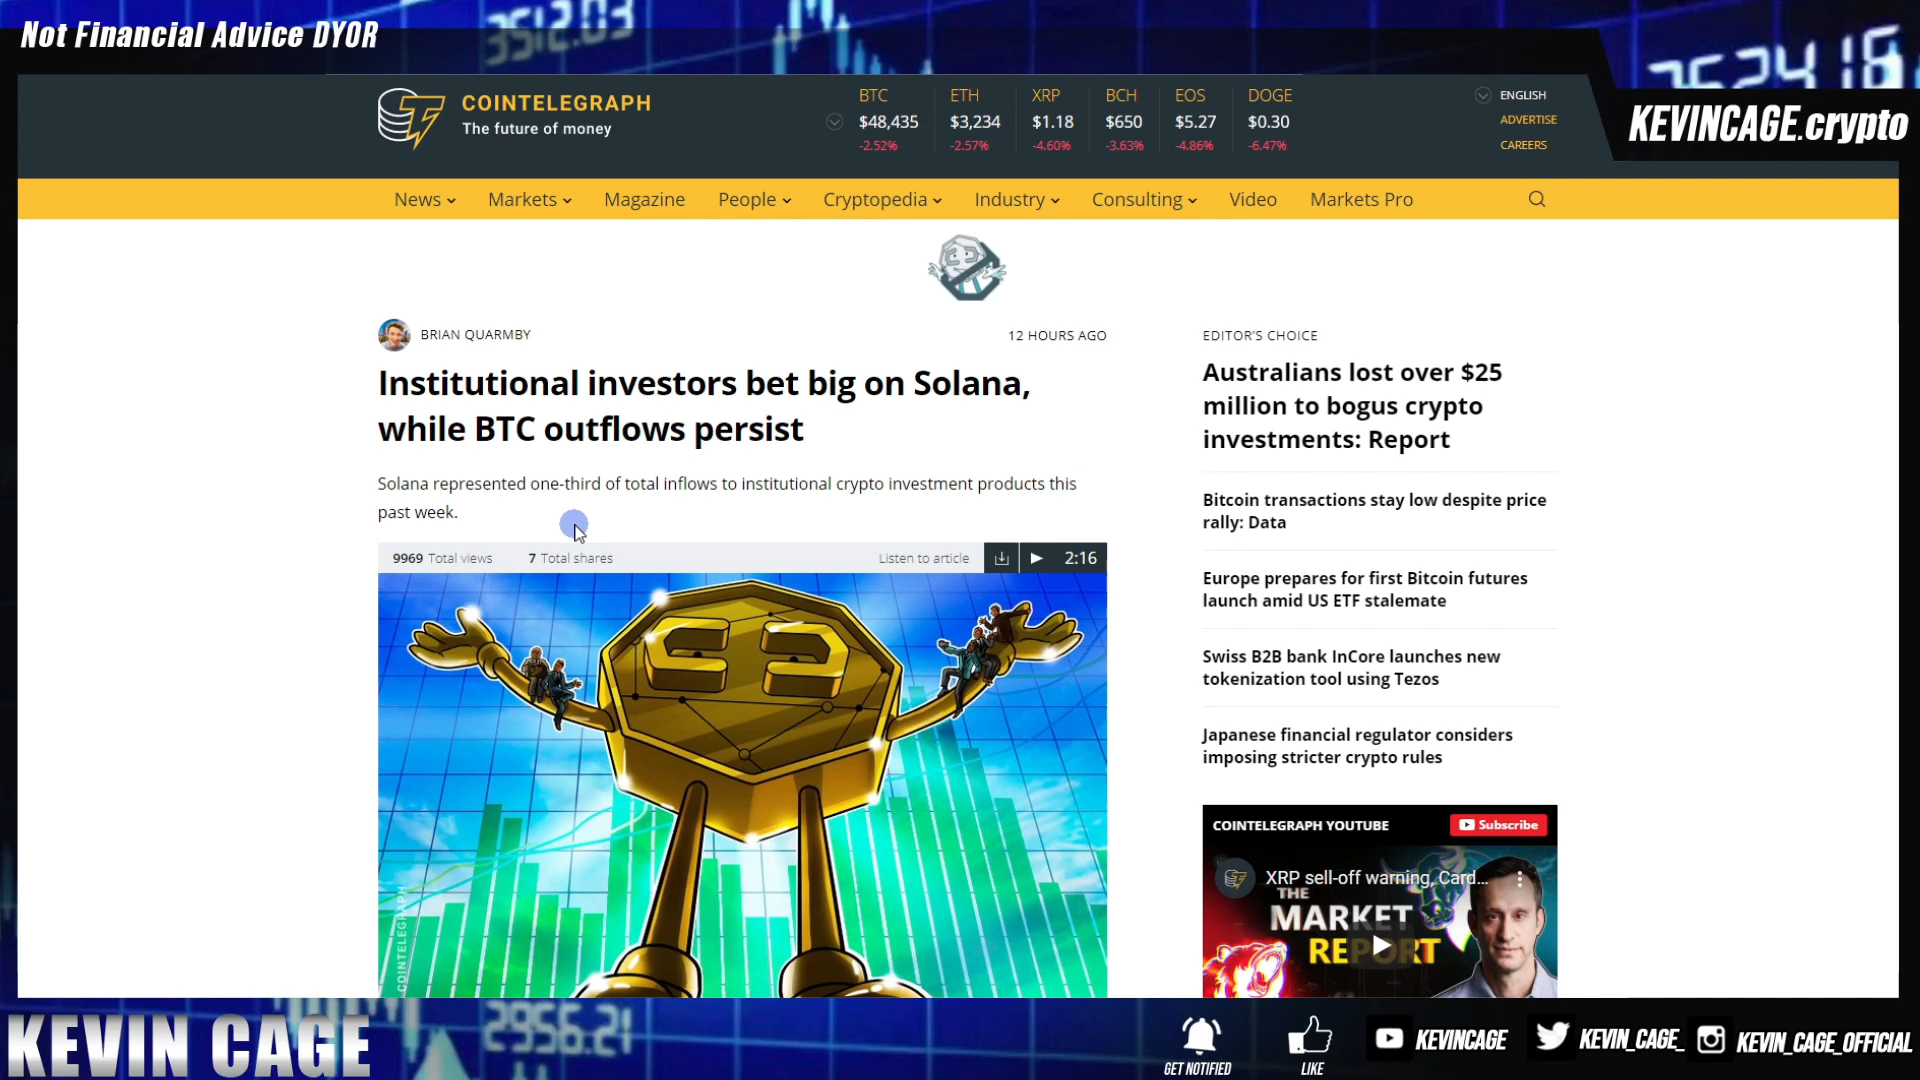 Not Financial Advice DYOR
3512.03
3524.16
KEVINCAGE.crypto
COINTELEGRAPH
The future of money
BTC ETH XRP BCH EOS DOGE
$48,435 $3,234 $1.18 $650 $5.27 $0.30
-2.52% -2.57% -4.60% -3.63% -4.86% -6.47%
ENGLISH
ADVERTISE
CAREERS
News Markets Magazine People Cryptopedia Industry Consulting Video Markets Pro
BRIAN QUARMBY
12 HOURS AGO
Institutional investors bet big on Solana,
while BTC outflows persist
Solana represented one-third of total inflows to institutional crypto investment products this
past week.
9969 Total views 7 Total shares
Listen to article 2:16
COINTELEGRAPH
EDITOR'S CHOICE
Australians lost over $25
million to bogus crypto
investments: Report
Bitcoin transactions stay low despite price
rally: Data
Europe prepares for first Bitcoin futures
launch amid US ETF stalemate
Swiss B2B bank InCore launches new
tokenization tool using Tezos
Japanese financial regulator considers
imposing stricter crypto rules
COINTELEGRAPH YOUTUBE
Subscribe
XRP sell-off warning, Card...
THE
MARKET
REPORT
KEVIN CAGE
2956.21
GET NOTIFIED
LIKE
KEVINCAGE
KEVIN_CAGE_
KEVIN_CAGE_OFFICIAL